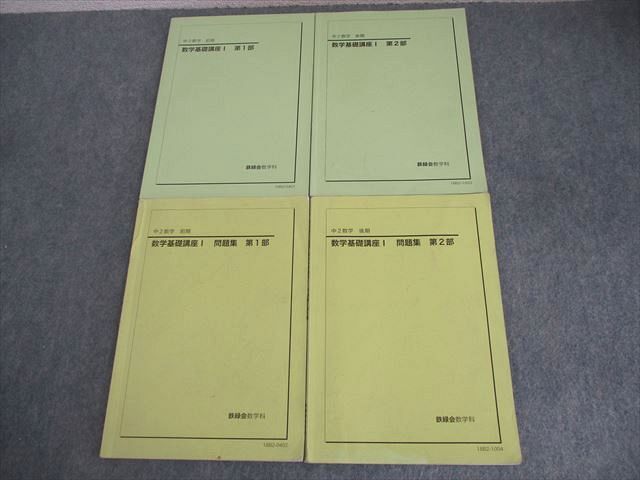 中2数学 前期
数学基礎講座Ⅰ 第1部
鉄緑会数学科
中2数学 後期
数学基礎講座Ⅰ 第2部
鉄緑会数学科
中2数学 前期
数学基礎講座Ⅰ 問題集 第1部
鉄緑会数学科
18B2-0402
中2数学 後期
数学基礎講座Ⅰ 問題集 第2部
鉄緑会数学科
18B2-1004